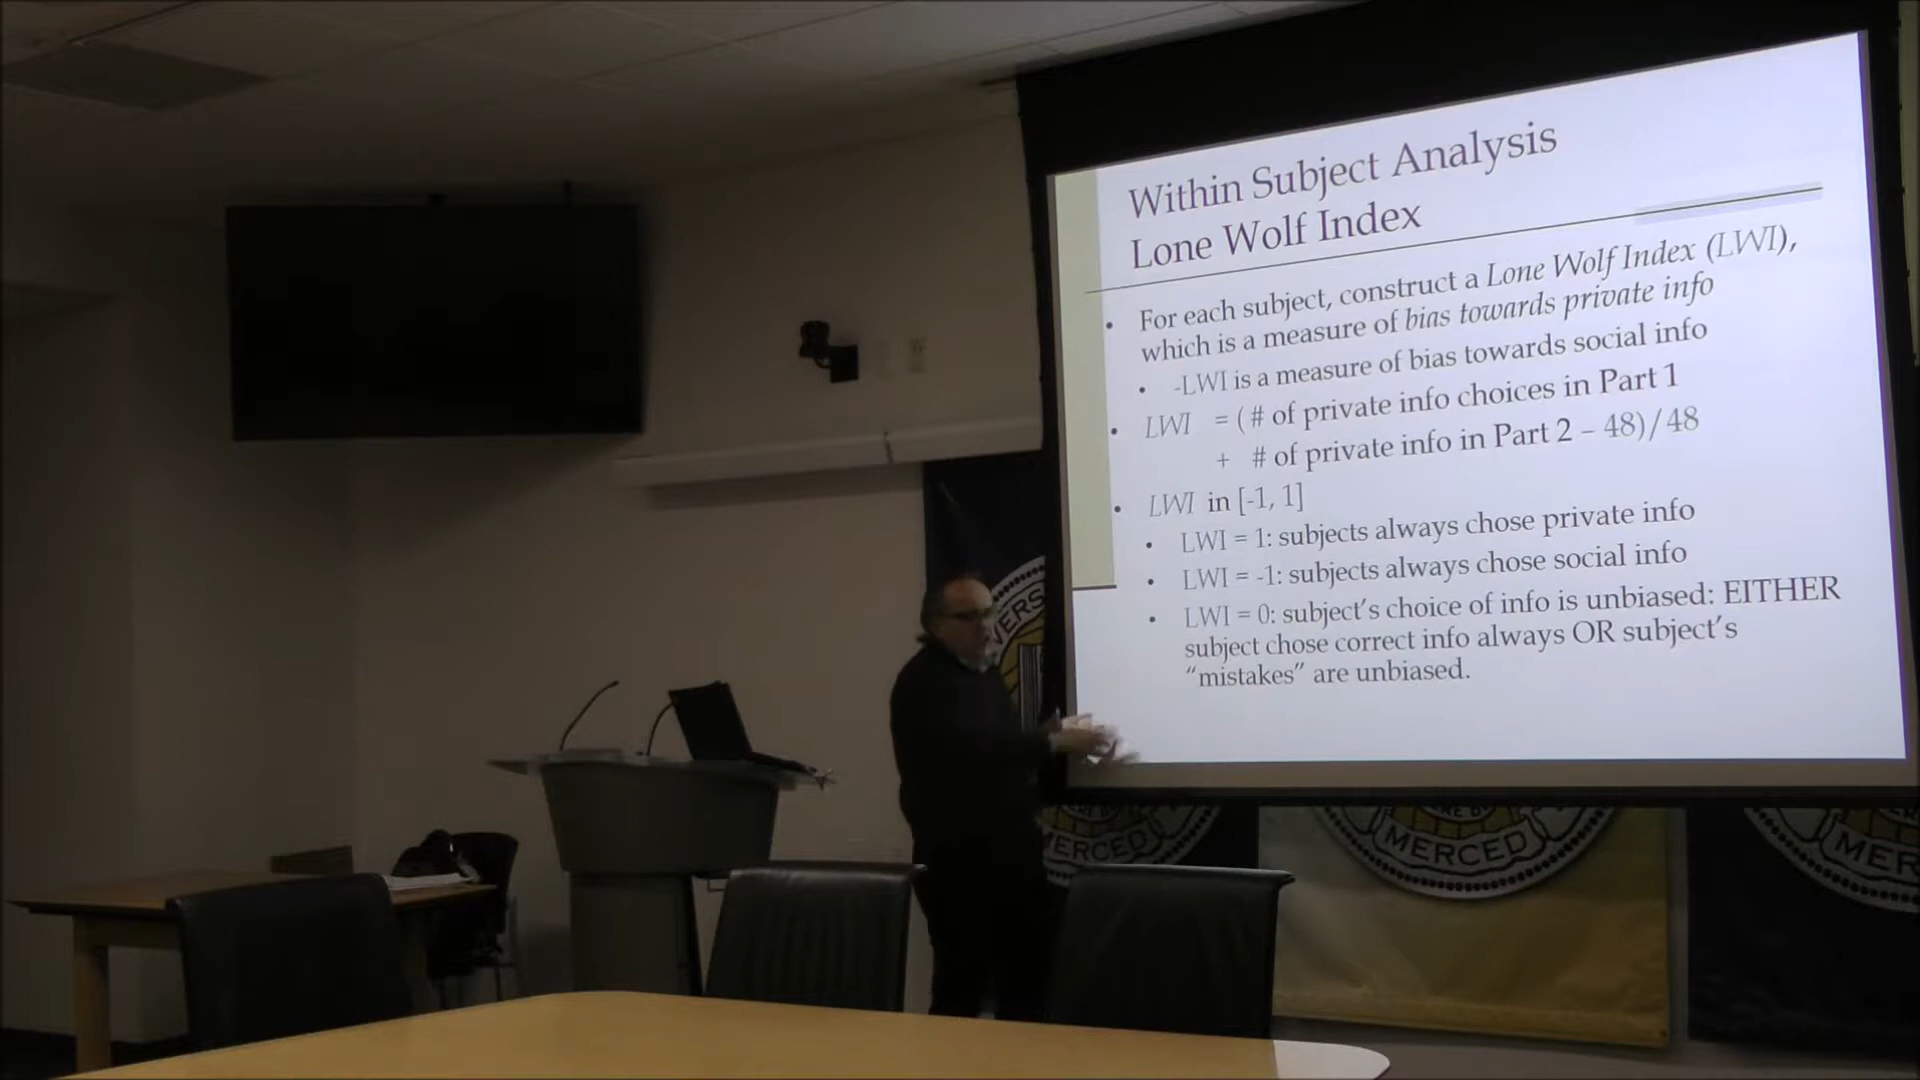 Within Subject Analysis
Lone Wolf Index
• For each subject, construct a Lone Wolf Index (LWI),
which is a measure of bias towards private info
• -LWI is a measure of bias towards social info
• LWI = ( # of private info choices in Part 1
+ # of private info in Part 2 – 48)/48
• LWI in [-1, 1]
• LWI = 1: subjects always chose private info
• LWI = -1: subjects always chose social info
• LWI = 0: subject's choice of info is unbiased: EITHER
subject chose correct info always OR subject's
"mistakes" are unbiased.
VERS
ERCED
MERCED
MER